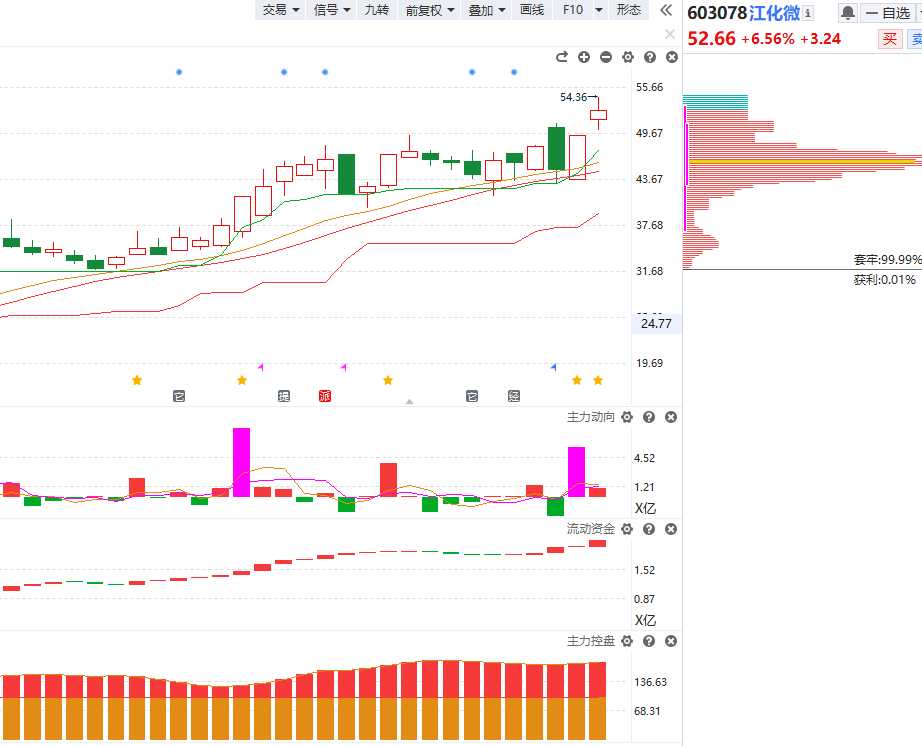 交易 信号 九转 前复权 叠加 画线 F10 形态
603078 江化微
自选
52.66 +6.56% +3.24
买 卖
54.36
55.66
49.67
43.67
37.68
31.68
24.77
19.69
套牢:99.99%
获利:0.01%
它 提 派 它 经
主力动向
4.52
1.21
X亿
流动资金
1.52
0.87
X亿
主力控盘
136.63
68.31